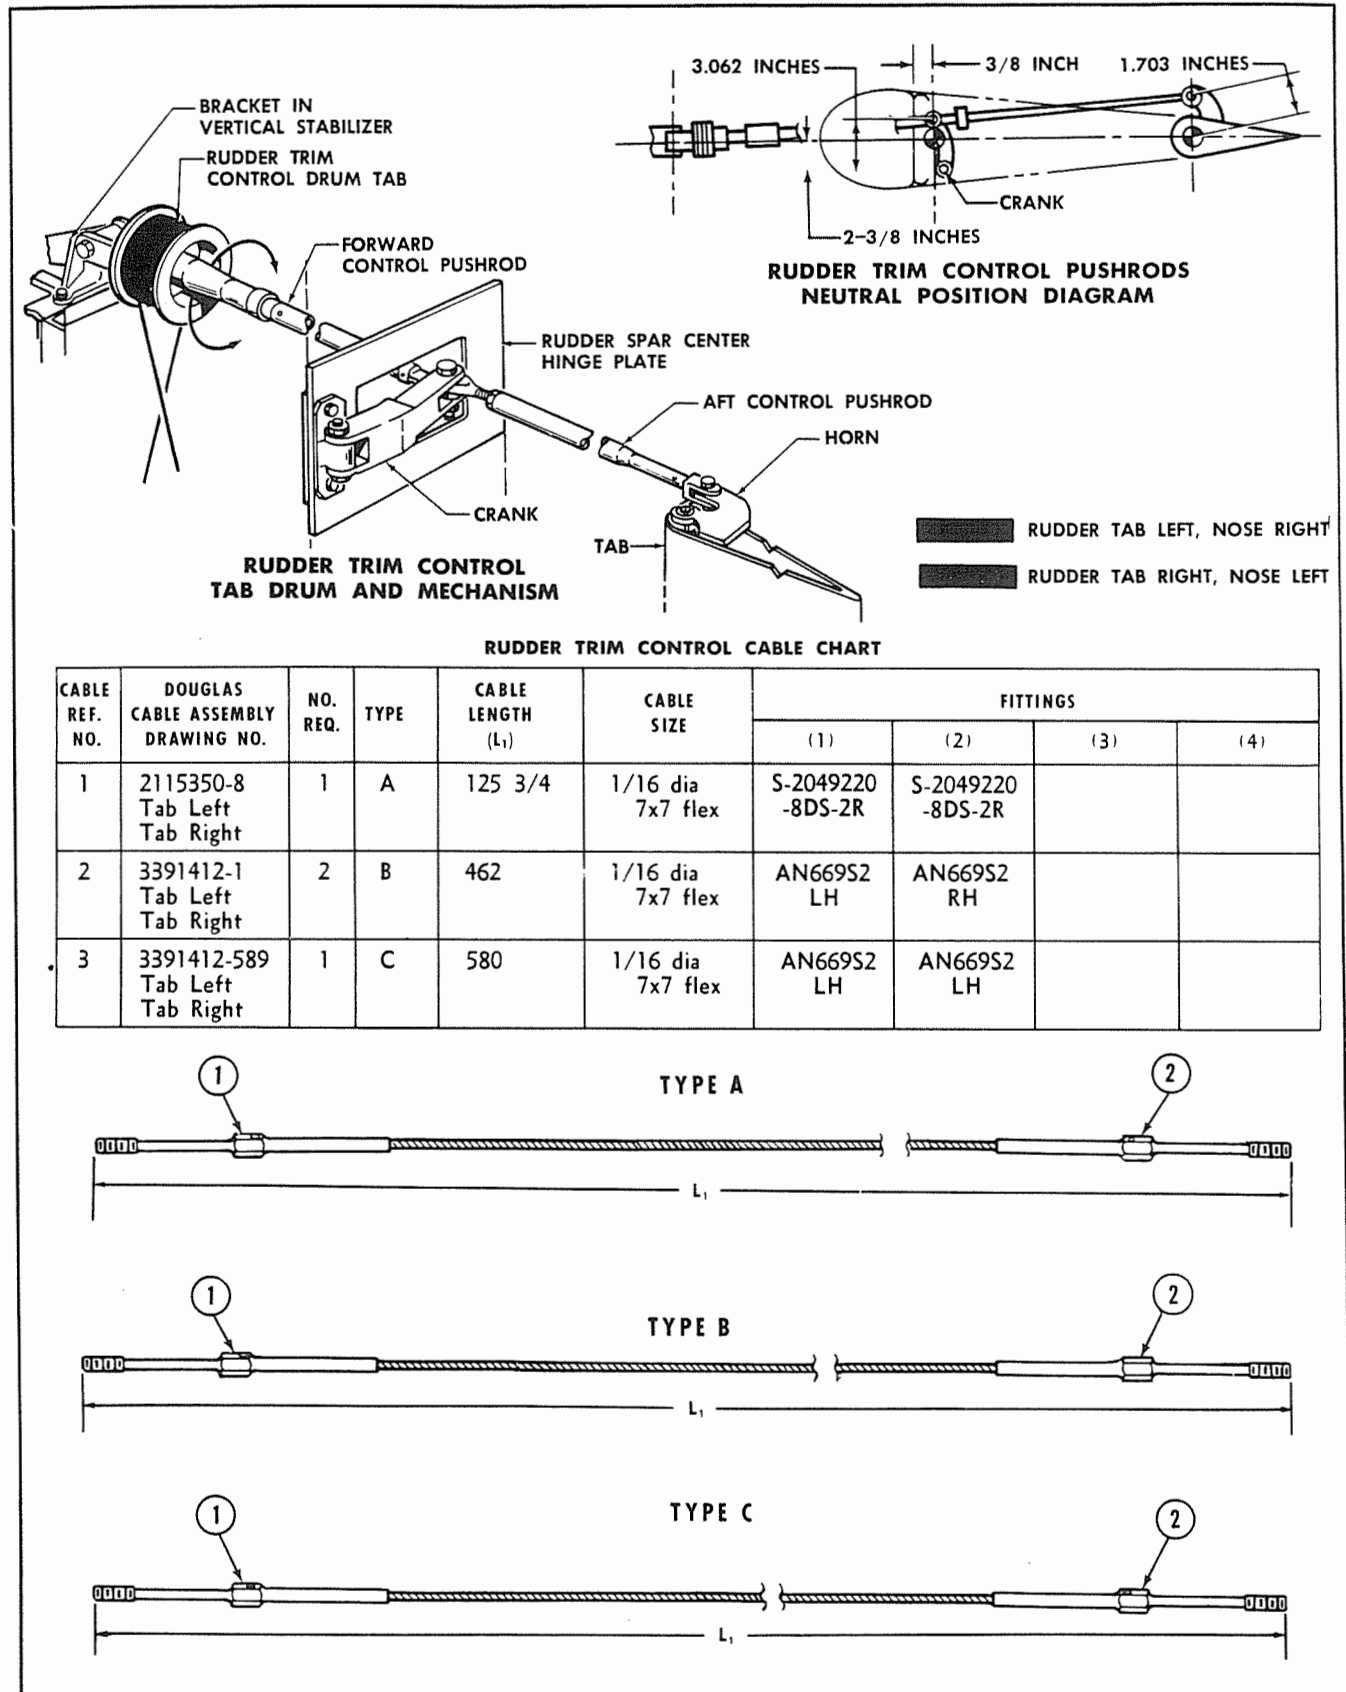 3.062 INCHES
3/8 INCH
1.703 INCHES
CRANK
2-3/8 INCHES
RUDDER TRIM CONTROL PUSHRODS
NEUTRAL POSITION DIAGRAM
BRACKET IN
VERTICAL STABILIZER
RUDDER TRIM
CONTROL DRUM TAB
FORWARD
CONTROL PUSHROD
RUDDER SPAR CENTER
HINGE PLATE
AFT CONTROL PUSHROD
HORN
CRANK
TAB
RUDDER TRIM CONTROL
TAB DRUM AND MECHANISM
RUDDER TAB LEFT, NOSE RIGHT
RUDDER TAB RIGHT, NOSE LEFT
RUDDER TRIM CONTROL CABLE CHART
CABLE REF. NO. DOUGLAS CABLE ASSEMBLY DRAWING NO. NO. REQ. TYPE CABLE LENGTH (L₁) CABLE SIZE FITTINGS
(1) (2) (3) (4)
1 2115350-8 1 A 125 3/4 1/16 dia S-2049220 S-2049220
Tab Left 7x7 flex -8DS-2R -8DS-2R
Tab Right
2 3391412-1 2 B 462 1/16 dia AN669S2 AN669S2
Tab Left 7x7 flex LH RH
Tab Right
3 3391412-589 1 C 580 1/16 dia AN669S2 AN669S2
Tab Left 7x7 flex LH LH
Tab Right
1 TYPE A 2
L₁
1 TYPE B 2
L₁
1 TYPE C 2
L₁